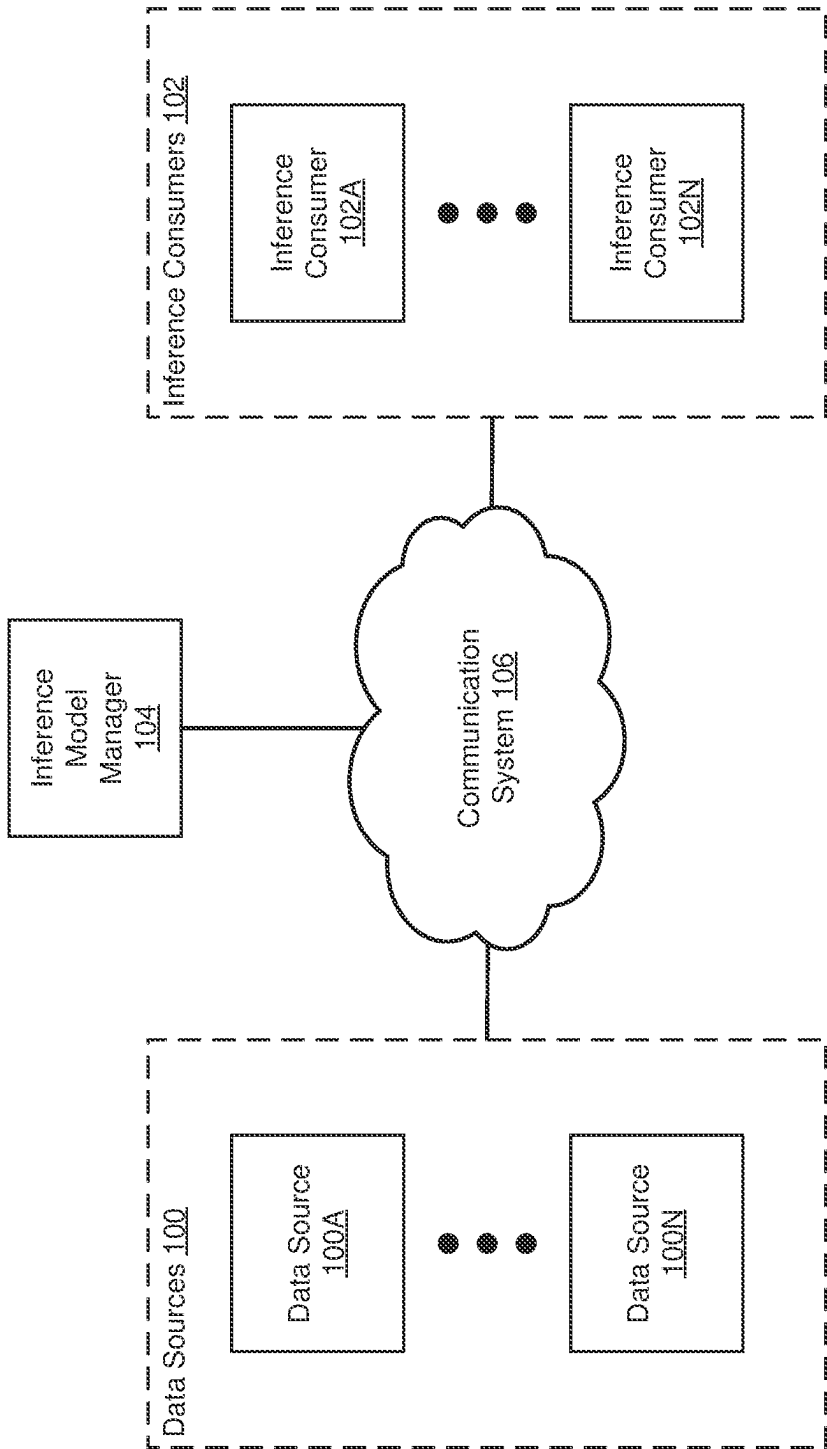 Inference
Model
Manager
104
Data Sources 100
Data Source
100A
Data Source
100N
Communication
System 106
Inference Consumers 102
Inference
Consumer
102A
Inference
Consumer
102N